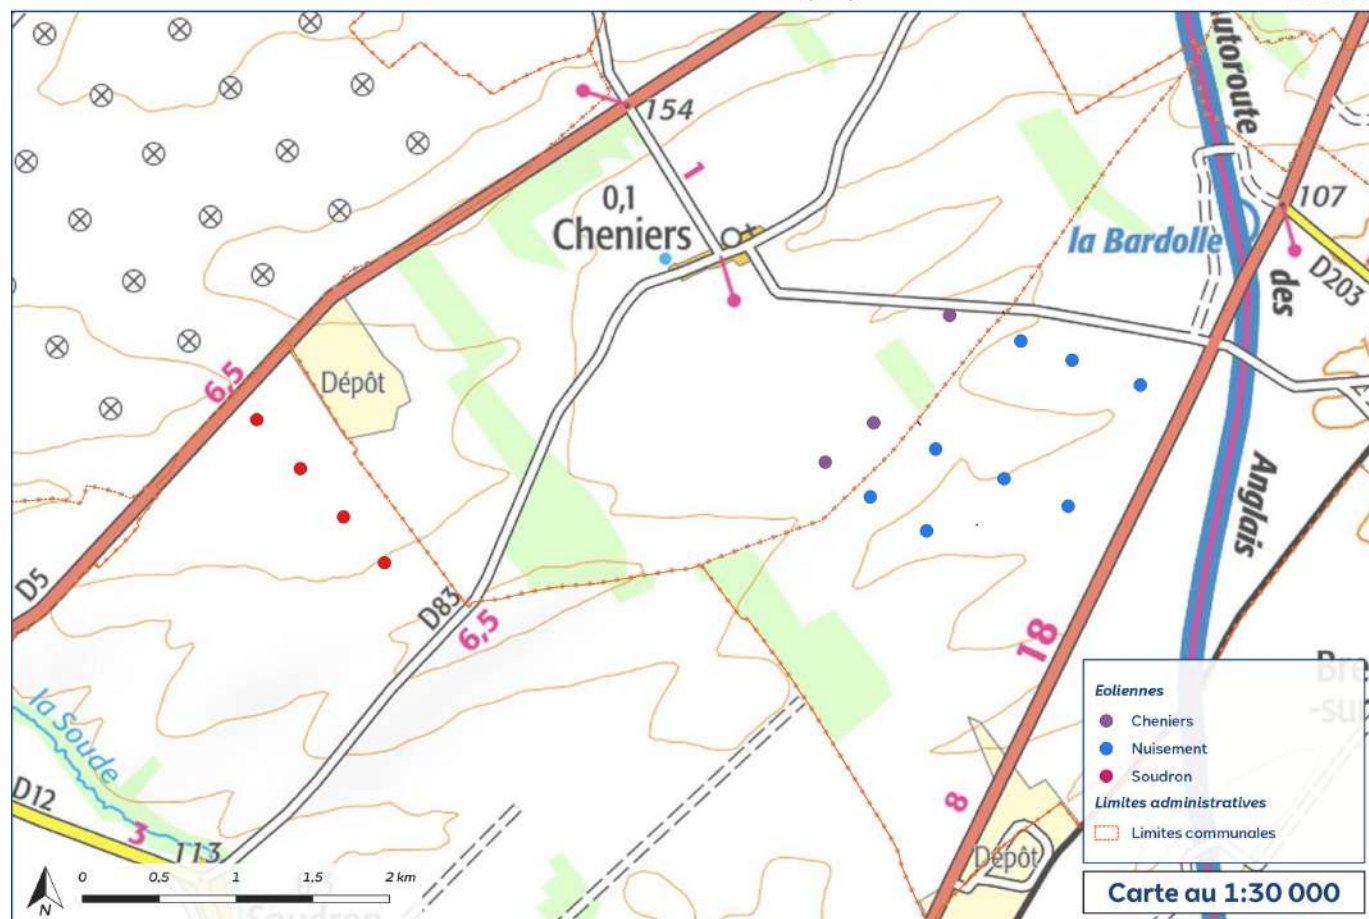 154
1
0,1
Cheniers
Autoroute
des
Anglais
107
la Bardolle
D203
Dépôt
6,5
D5
D83
6,5
18
la Soude
D12
3
113
8
Dépôt
Soudron
Eoliennes
Cheniers
Nuisement
Soudron
Limites administratives
Limites communales
0 0,5 1 1,5 2 km
N
Carte au 1:30 000